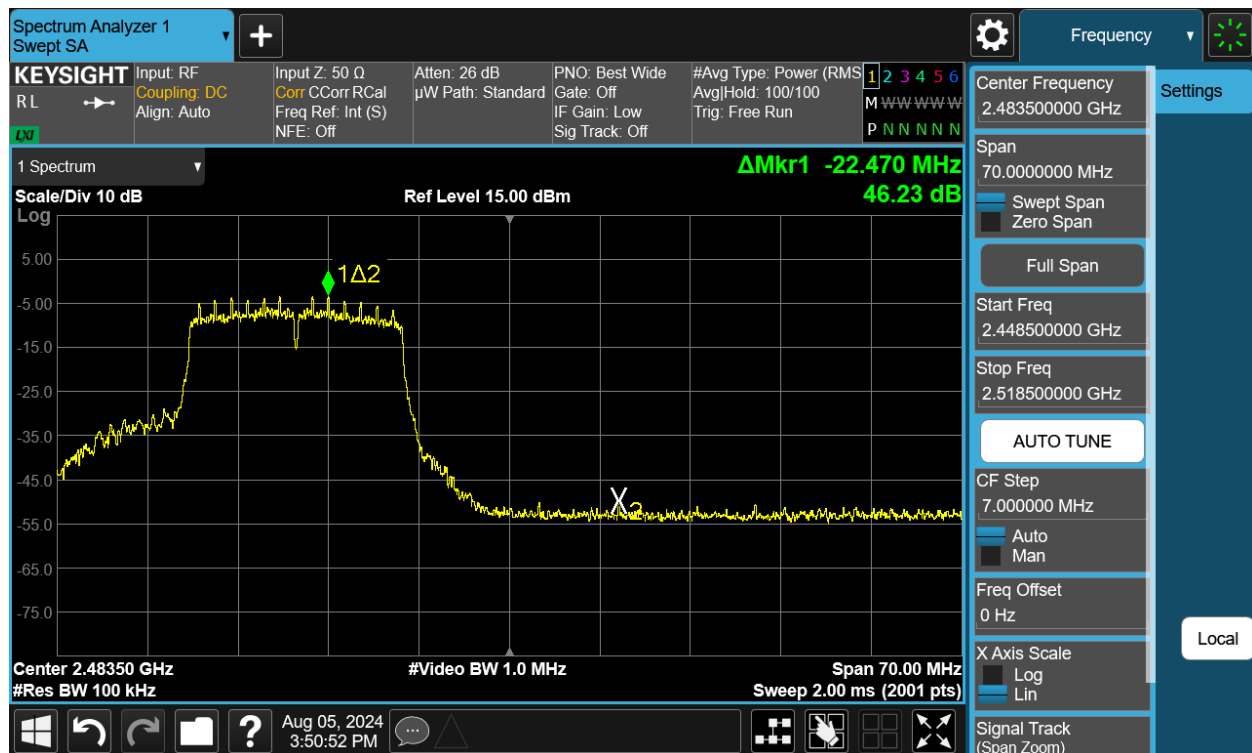 Spectrum Analyzer 1
Swept SA
Frequency
KEYSIGHT
RL
LXI
Input: RF
Coupling: DC
Align: Auto
Input Z: 50 Ω
Corr CCorr RCal
Freq Ref: Int (S)
NFE: Off
Atten: 26 dB
µW Path: Standard
PNO: Best Wide
Gate: Off
IF Gain: Low
Sig Track: Off
#Avg Type: Power (RMS
Avg|Hold: 100/100
Trig: Free Run
1 2 3 4 5 6
M W W W W W
P N N N N N
1 Spectrum
ΔMkr1 -22.470 MHz
46.23 dB
Scale/Div 10 dB
Ref Level 15.00 dBm
Log
5.00
-5.00
-15.0
-25.0
-35.0
-45.0
-55.0
-65.0
-75.0
1Δ2
X2
Center 2.48350 GHz
#Video BW 1.0 MHz
Span 70.00 MHz
#Res BW 100 kHz
Sweep 2.00 ms (2001 pts)
Aug 05, 2024
3:50:52 PM
Center Frequency
2.483500000 GHz
Span
70.0000000 MHz
Swept Span
Zero Span
Full Span
Start Freq
2.448500000 GHz
Stop Freq
2.518500000 GHz
AUTO TUNE
CF Step
7.000000 MHz
Auto
Man
Freq Offset
0 Hz
X Axis Scale
Log
Lin
Signal Track
(Span Zoom)
Settings
Local